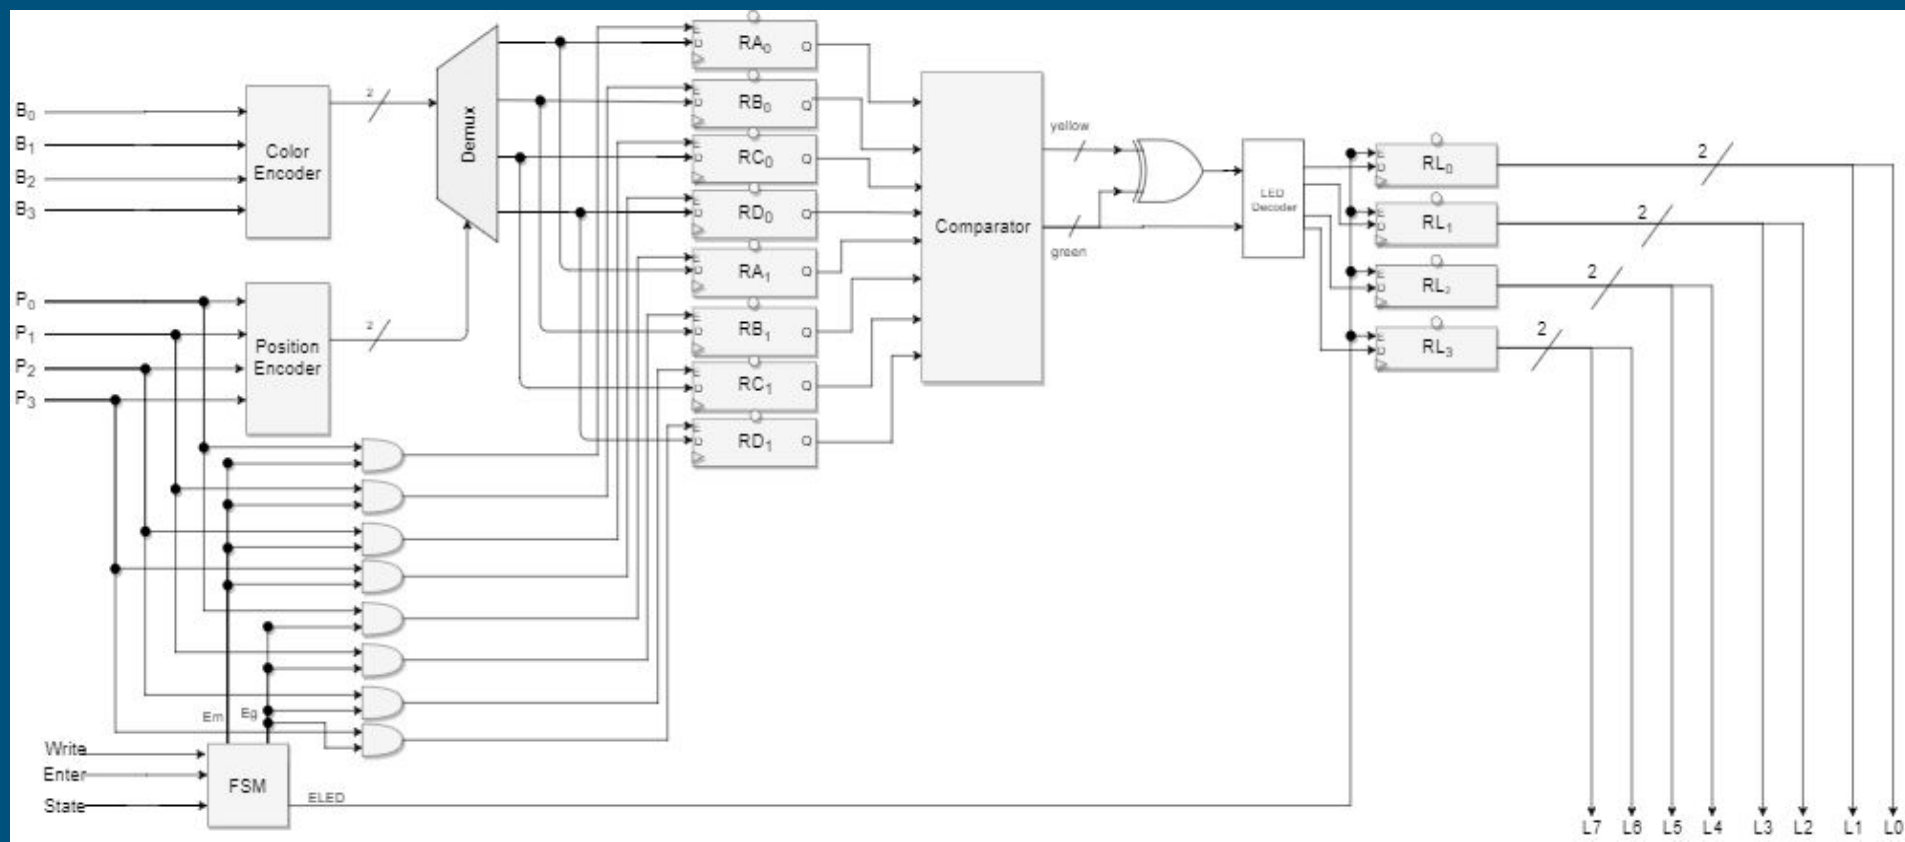 B0
B1
B2
B3
Color
Encoder
2
Demux
P0
P1
P2
P3
Position
Encoder
2
E
D
RA0
Q
E
D
RB0
Q
E
D
RC0
Q
E
D
RD0
Q
E
D
RA1
Q
E
D
RB1
Q
E
D
RC1
Q
E
D
RD1
Q
Comparator
yellow
green
LED
Decoder
E
D
RL0
2
E
D
RL1
2
E
D
RL2
2
E
D
RL3
2
Em
Eg
Write
Enter
State
FSM
ELED
L7
L6
L5
L4
L3
L2
L1
L0